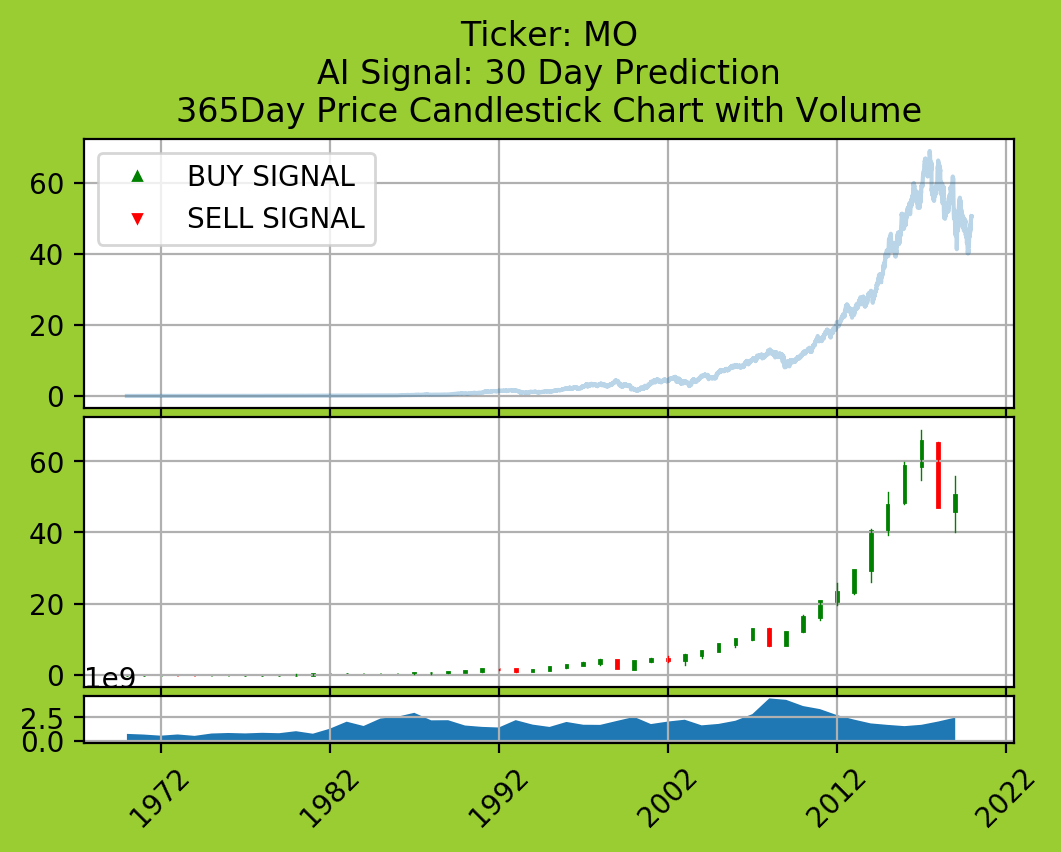 Ticker: MO
AI Signal: 30 Day Prediction
365Day Price Candlestick Chart with Volume
BUY SIGNAL
SELL SIGNAL
60
40
20
0
60
40
20
0
1e9
2.5
0.0
1972
1982
1992
2002
2012
2022